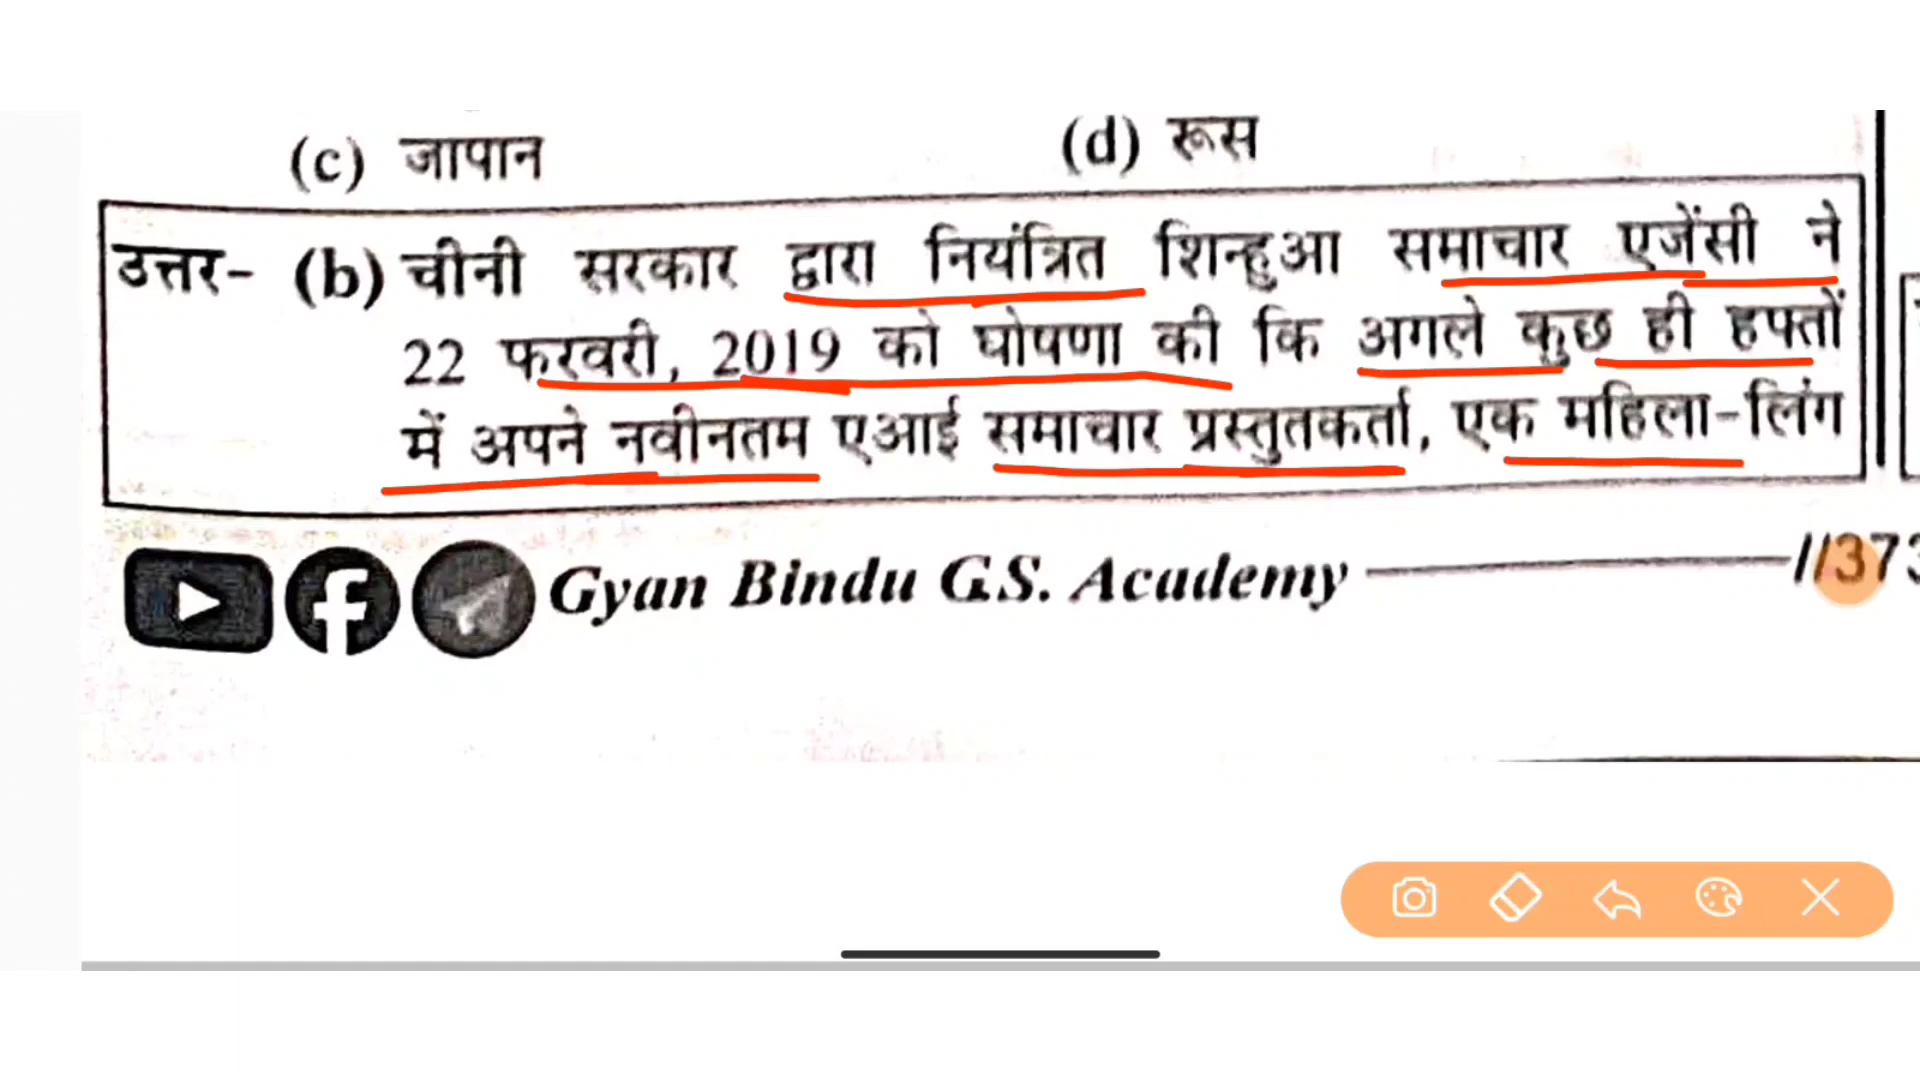 (c) जापान (d) रूस
उत्तर- (b) चीनी सरकार द्वारा नियंत्रित शिन्हुआ समाचार एजेंसी ने
22 फरवरी, 2019 को घोषणा की कि अगले कुछ ही हफ्तों
में अपने नवीनतम एआई समाचार प्रस्तुतकर्ता, एक महिला-लिंग
Gyan Bindu G.S. Academy //373